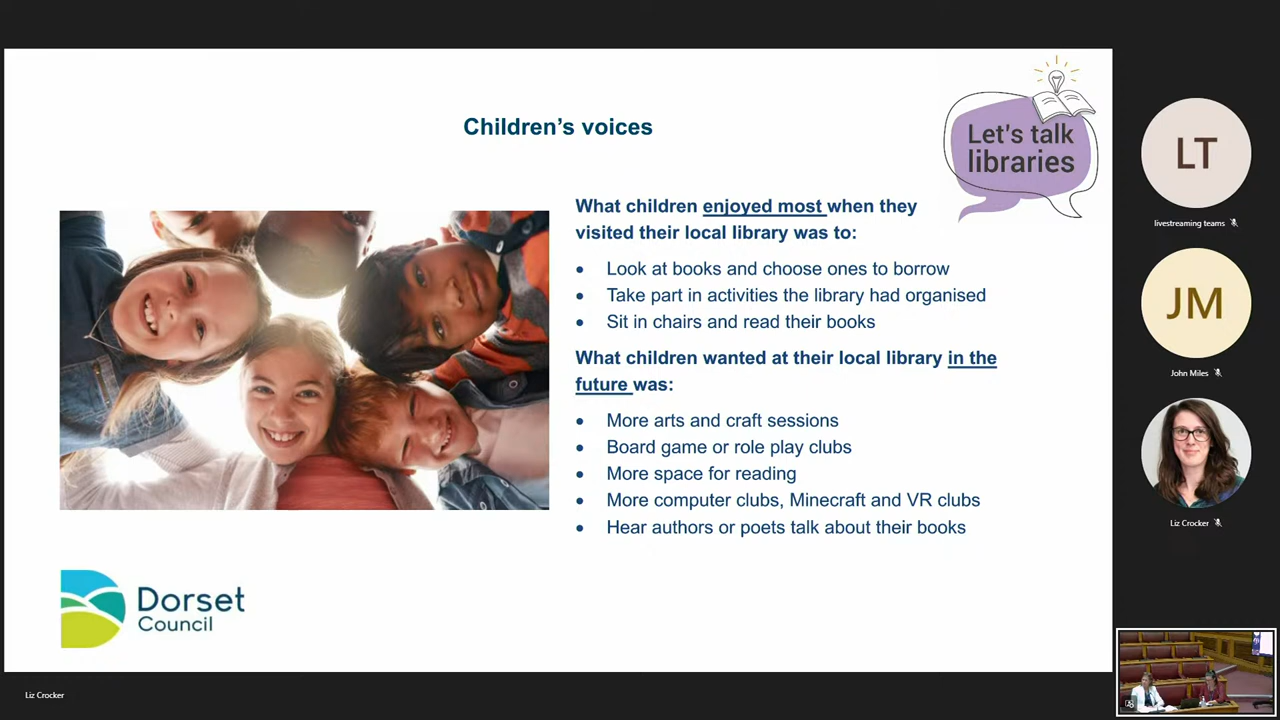 Children's voices
Let's talk
libraries
What children enjoyed most when they
visited their local library was to:
• Look at books and choose ones to borrow
• Take part in activities the library had organised
• Sit in chairs and read their books
What children wanted at their local library in the
future was:
• More arts and craft sessions
• Board game or role play clubs
• More space for reading
• More computer clubs, Minecraft and VR clubs
• Hear authors or poets talk about their books
Dorset
Council
LT
livestreaming teams
JM
John Miles
Liz Crocker
Liz Crocker